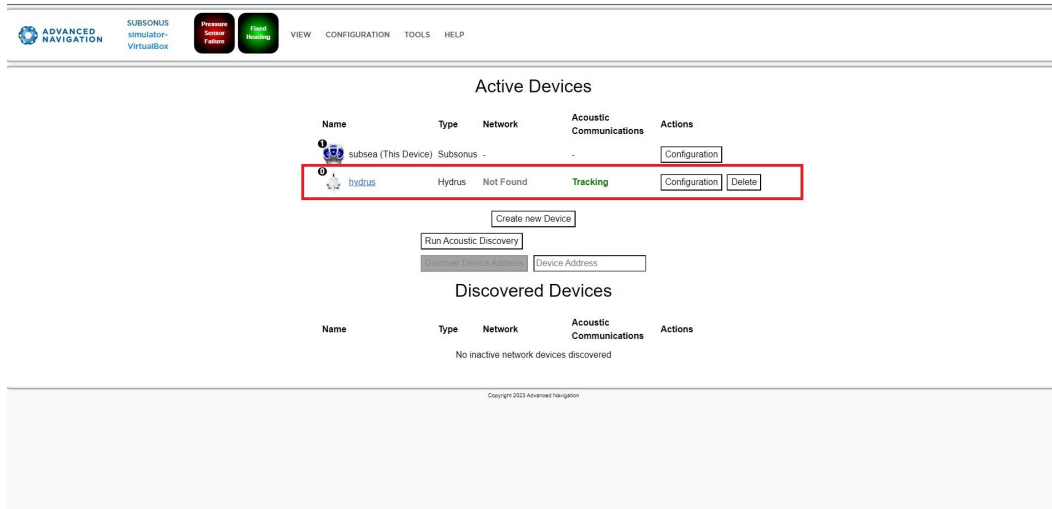 ADVANCED NAVIGATION
SUBSONUS
simulator-
VirtualBox
Pressure
Sensor
Failure
Fixed
Heading
VIEW CONFIGURATION TOOLS HELP
Active Devices
Name Type Network Acoustic Communications Actions
1
subsea (This Device) Subsonus - - Configuration
0
hydrus Hydrus Not Found Tracking Configuration Delete
Create new Device
Run Acoustic Discovery
Discover Device Address Device Address
Discovered Devices
Name Type Network Acoustic Communications Actions
No inactive network devices discovered
Copyright 2023 Advanced Navigation